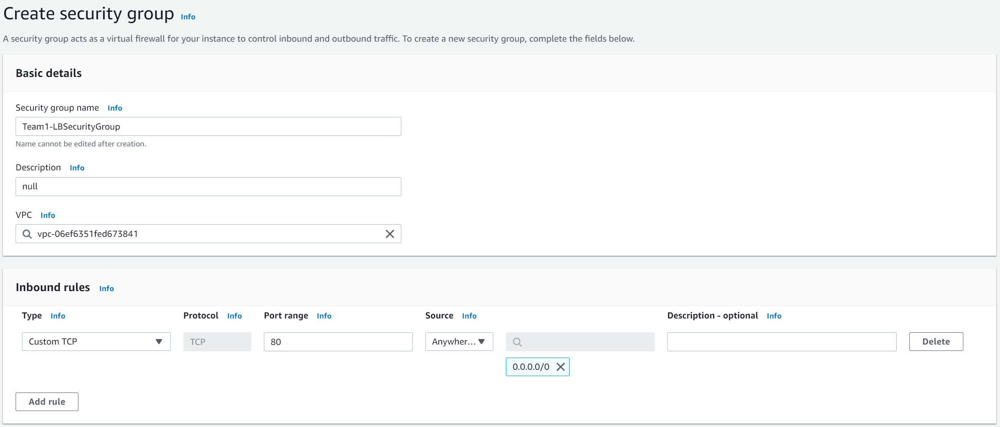 Create security group Info
A security group acts as a virtual firewall for your instance to control inbound and outbound traffic. To create a new security group, complete the fields below.
Basic details
Security group name Info
Team1-LBSecurityGroup
Name cannot be edited after creation.
Description Info
null
VPC Info
vpc-06ef6351fed673841
Inbound rules Info
Type Info Protocol Info Port range Info Source Info Description - optional Info
Custom TCP TCP 80 Anywher... Delete
0.0.0.0/0
Add rule